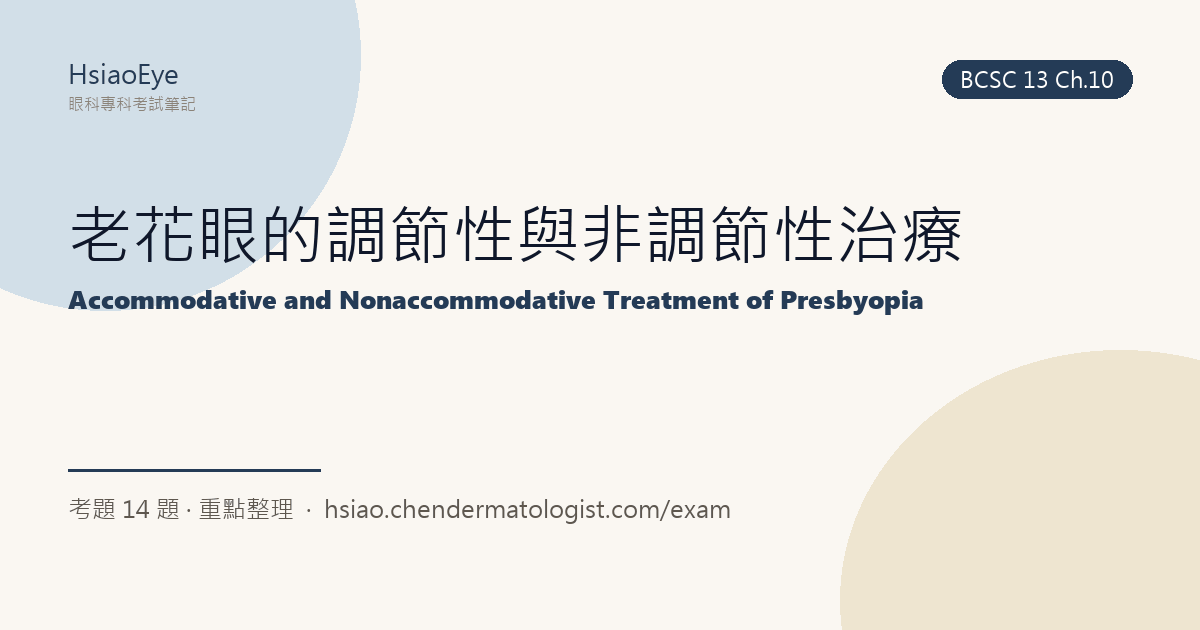 HsiaoEye
眼科專科考試筆記
BCSC 13 Ch.10
老花眼的調節性與非調節性治療
Accommodative and Nonaccommodative Treatment of Presbyopia
考題 14 題 · 重點整理 · hsiao.chendermatologist.com/exam